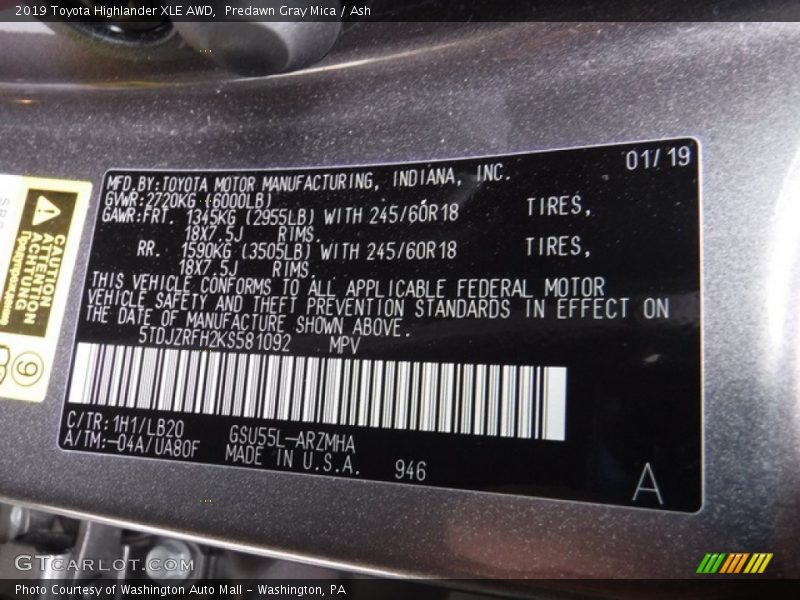 2019 Toyota Highlander XLE AWD,  Predawn Gray Mica / Ash
01/19
MFD.BY:TOYOTA MOTOR MANUFACTURING, INDIANA, INC.
GVWR:2720KG (6000LB)
GAWR:FRT. 1345KG (2955LB) WITH 245/60R18 TIRES,
18X7.5J RIMS.
RR. 1590KG (3505LB) WITH 245/60R18 TIRES,
18X7.5J RIMS.
THIS VEHICLE CONFORMS TO ALL APPLICABLE FEDERAL MOTOR
VEHICLE SAFETY AND THEFT PREVENTION STANDARDS IN EFFECT ON
THE DATE OF MANUFACTURE SHOWN ABOVE.
5TDJZRFH2KS581092 MPV
C/TR:1H1/LB20
A/TM:-04A/UA80F
GSU55L-ARZMHA
MADE IN U.S.A. 946
A
CAUTION
ATTENTION
ACHTUNG
GTCARLOT.COM
Photo Courtesy of Washington Auto Mall - Washington, PA